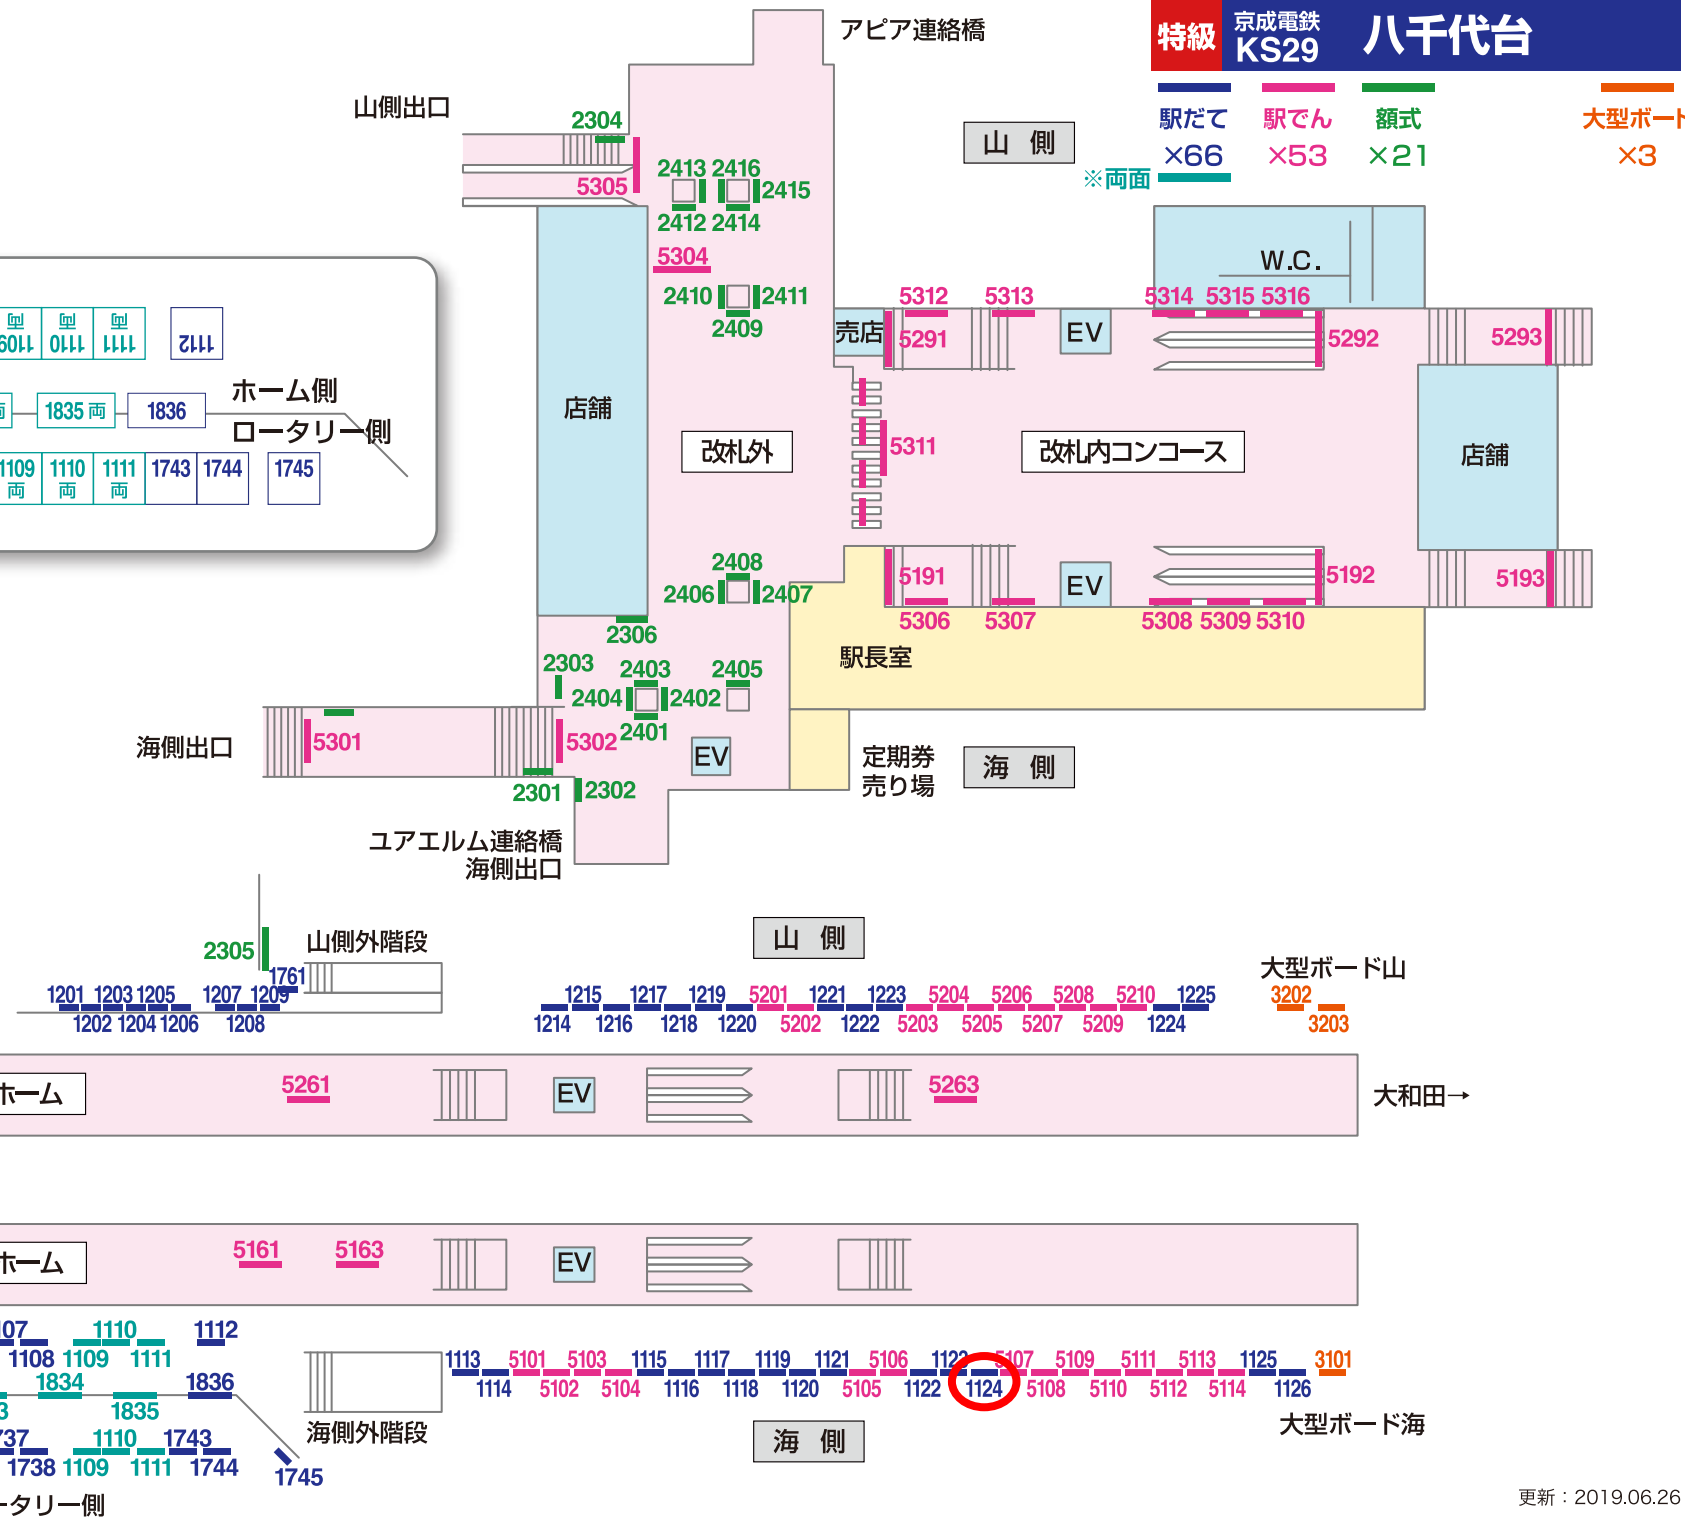 アピア連絡橋
特級
京成電鉄
KS29
八千代台
駅だて
×66
駅でん
×53
額式
×21
大型ボード
×3
※両面
山側出口
2304
5305
2413 2416
2415
2412 2414
5304
2410
2411
2409
山 側
W.C.
5312
5313
5314 5315 5316
売店
5291
EV
5292
5293
1110
1111
1112
ホーム側
1835 両
1836
ロータリー側
1109 両
1110 両
1111 両
1743
1744
1745
店舗
改札外
5311
改札内コンコース
店舗
2408
2406
2407
5191
EV
5192
5193
5306
5307
5308 5309 5310
2306
駅長室
2303
2403
2405
2404
2402
2401
海側出口
5301
5302
EV
定期券
売り場
海 側
2301
2302
ユアエルム連絡橋
海側出口
2305
山側外階段
山 側
大型ボード山
1761
1201 1203 1205 1207 1209
1202 1204 1206 1208
1215 1217 1219 5201 1221 1223 5204 5206 5208 5210 1225
1214 1216 1218 1220 5202 1222 5203 5205 5207 5209 1224
3202
3203
ホーム
5261
EV
5263
大和田→
ホーム
5161
5163
EV
1110
1112
1108 1109 1111
1834
1836
1835
1110
1743
1738 1109 1111 1744
1745
ータリー側
海側外階段
1113 5101 5103 1115 1117 1119 1121 5106 1123 5107 5109 5111 5113 1125 3101
1114 5102 5104 1116 1118 1120 5105 1122 1124 5108 5110 5112 5114 1126
海 側
大型ボード海
更新：2019.06.26